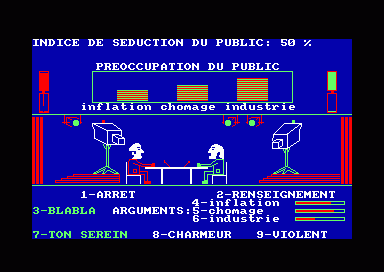 INDICE DE SEDUCTION DU PUBLIC: 50 %
PREOCCUPATION DU PUBLIC
inflation chomage industrie
1-ARRET 2-RENSEIGNEMENT
4-inflation
3-BLABLA ARGUMENTS:5-chomage
6-industrie
7-TON SEREIN 8-CHARMEUR 9-VIOLENT